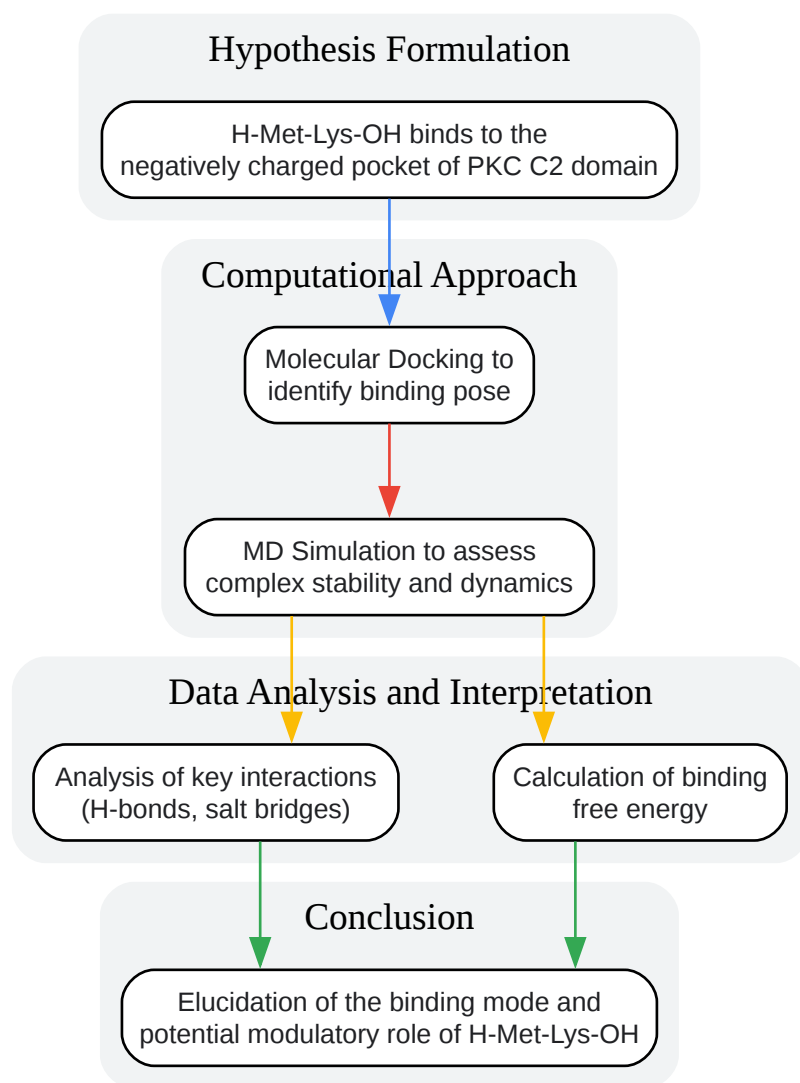 Hypothesis Formulation
H-Met-Lys-OH binds to the
negatively charged pocket of PKC C2 domain
Computational Approach
Molecular Docking to
identify binding pose
MD Simulation to assess
complex stability and dynamics
Data Analysis and Interpretation
Analysis of key interactions
(H-bonds, salt bridges)
Calculation of binding
free energy
Conclusion
Elucidation of the binding mode and
potential modulatory role of H-Met-Lys-OH